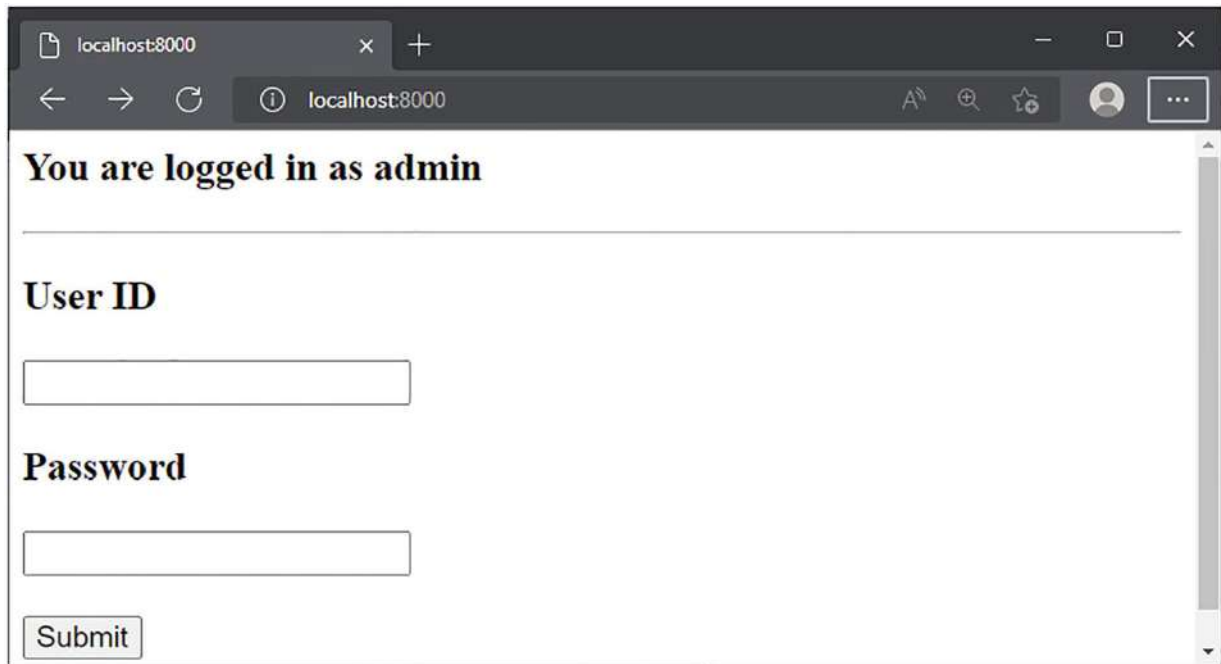 localhost:8000
localhost:8000
You are logged in as admin
User ID
Password
Submit